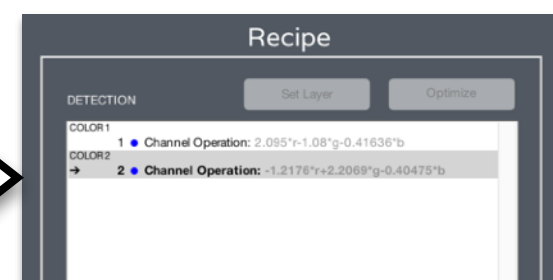 Recipe
DETECTION Set Layer Optimize
COLOR1
1 ● Channel Operation: 2.095*r-1.08*g-0.41636*b
COLOR2
➔ 2 ● Channel Operation: -1.2176*r+2.2069*g-0.40475*b